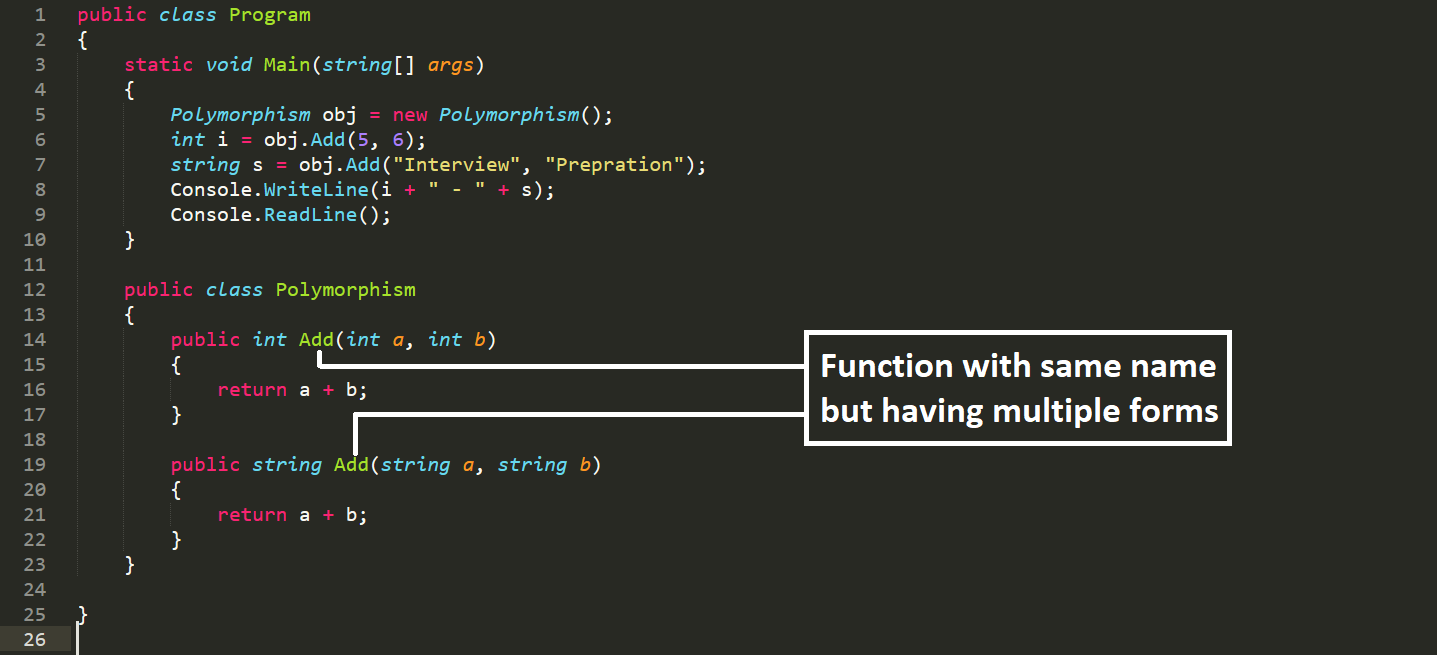 1 public class Program
2 {
3 static void Main(string[] args)
4 {
5 Polymorphism obj = new Polymorphism();
6 int i = obj.Add(5, 6);
7 string s = obj.Add("Interview", "Prepration");
8 Console.WriteLine(i + " - " + s);
9 Console.ReadLine();
10 }
11
12 public class Polymorphism
13 {
14 public int Add(int a, int b)
15 {
16 return a + b;
17 }
18
19 public string Add(string a, string b)
20 {
21 return a + b;
22 }
23 }
24
25 }
26
Function with same name
but having multiple forms